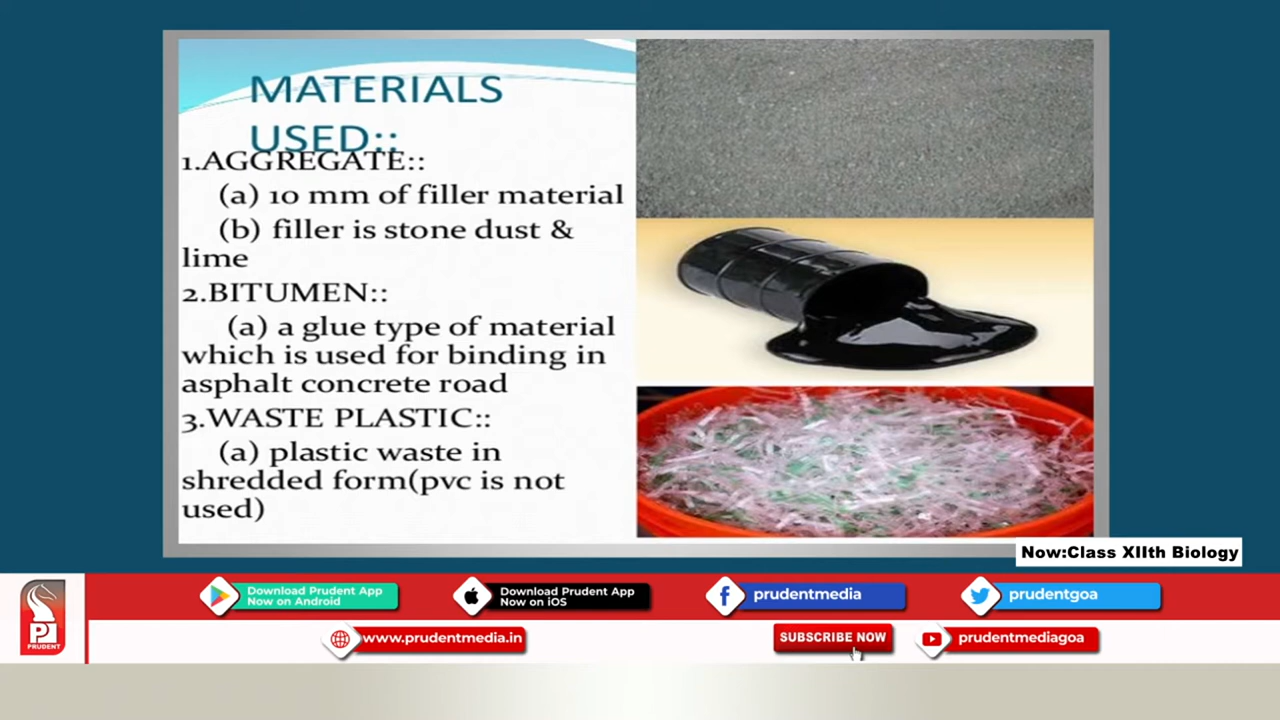 MATERIALS
USED::
1.AGGREGATE::
(a) 10 mm of filler material
(b) filler is stone dust &
lime
2.BITUMEN::
(a) a glue type of material
which is used for binding in
asphalt concrete road
3.WASTE PLASTIC::
(a) plastic waste in
shredded form(pvc is not
used)
Now:Class XIIth Biology
PRUDENT
Download Prudent App
Now on Android
Download Prudent App
Now on iOS
prudentmedia
prudentgoa
www.prudentmedia.in
SUBSCRIBE NOW
prudentmediagoa